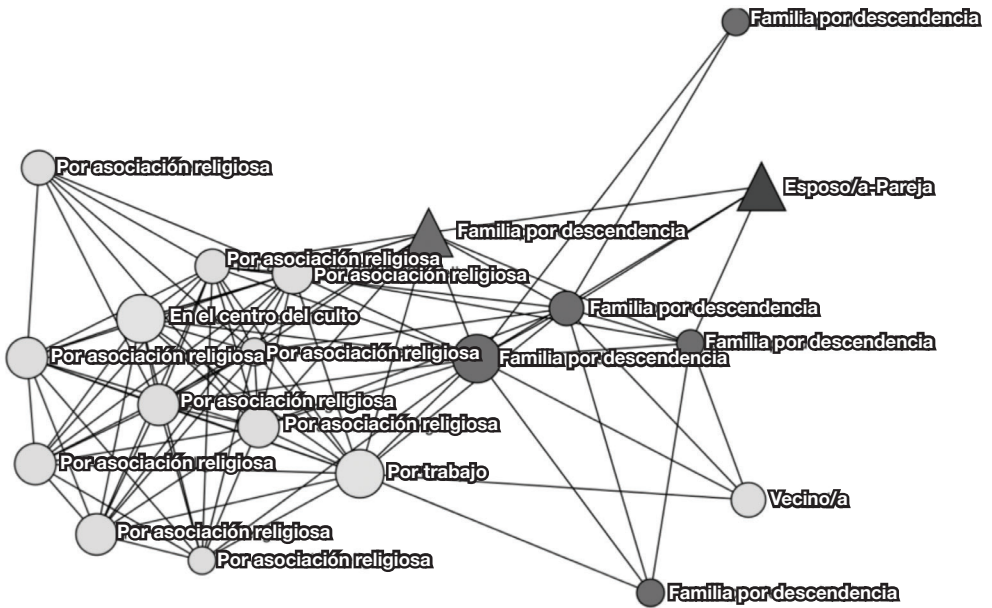 Familia por descendencia
Por asociación religiosa
Esposo/a-Pareja
Familia por descendencia
Por asociación religiosa
Por asociación religiosa
Familia por descendencia
En el centro del culto
Familia por descendencia
Por asociación religiosa
Por asociación religiosa
Familia por descendencia
Por asociación religiosa
Por asociación religiosa
Por asociación religiosa
Por trabajo
Vecino/a
Por asociación religiosa
Por asociación religiosa
Familia por descendencia